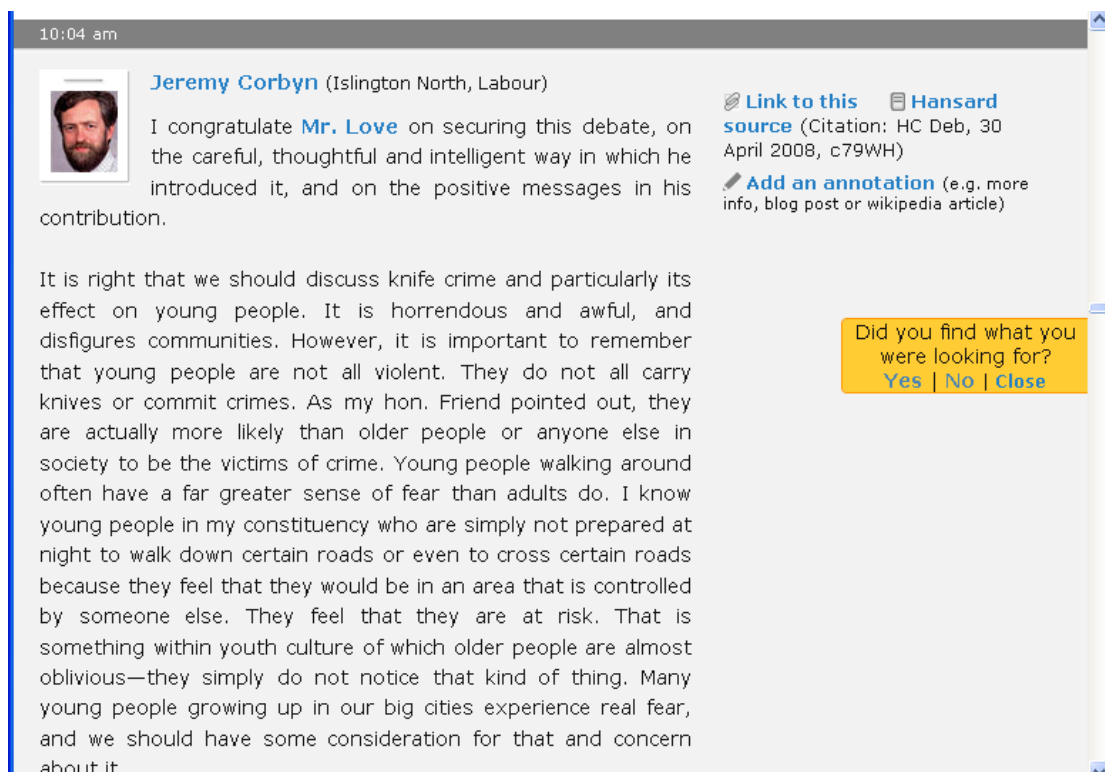 10:04 am
Jeremy Corbyn (Islington North, Labour)
I congratulate Mr. Love on securing this debate, on
the careful, thoughtful and intelligent way in which he
introduced it, and on the positive messages in his
contribution.
It is right that we should discuss knife crime and particularly its
effect on young people. It is horrendous and awful, and
disfigures communities. However, it is important to remember
that young people are not all violent. They do not all carry
knives or commit crimes. As my hon. Friend pointed out, they
are actually more likely than older people or anyone else in
society to be the victims of crime. Young people walking around
often have a far greater sense of fear than adults do. I know
young people in my constituency who are simply not prepared at
night to walk down certain roads or even to cross certain roads
because they feel that they would be in an area that is controlled
by someone else. They feel that they are at risk. That is
something within youth culture of which older people are almost
oblivious—they simply do not notice that kind of thing. Many
young people growing up in our big cities experience real fear,
and we should have some consideration for that and concern
about it.
Link to this Hansard
source (Citation: HC Deb, 30
April 2008, c79WH)
Add an annotation (e.g. more
info, blog post or wikipedia article)
Did you find what you
were looking for?
Yes | No | Close